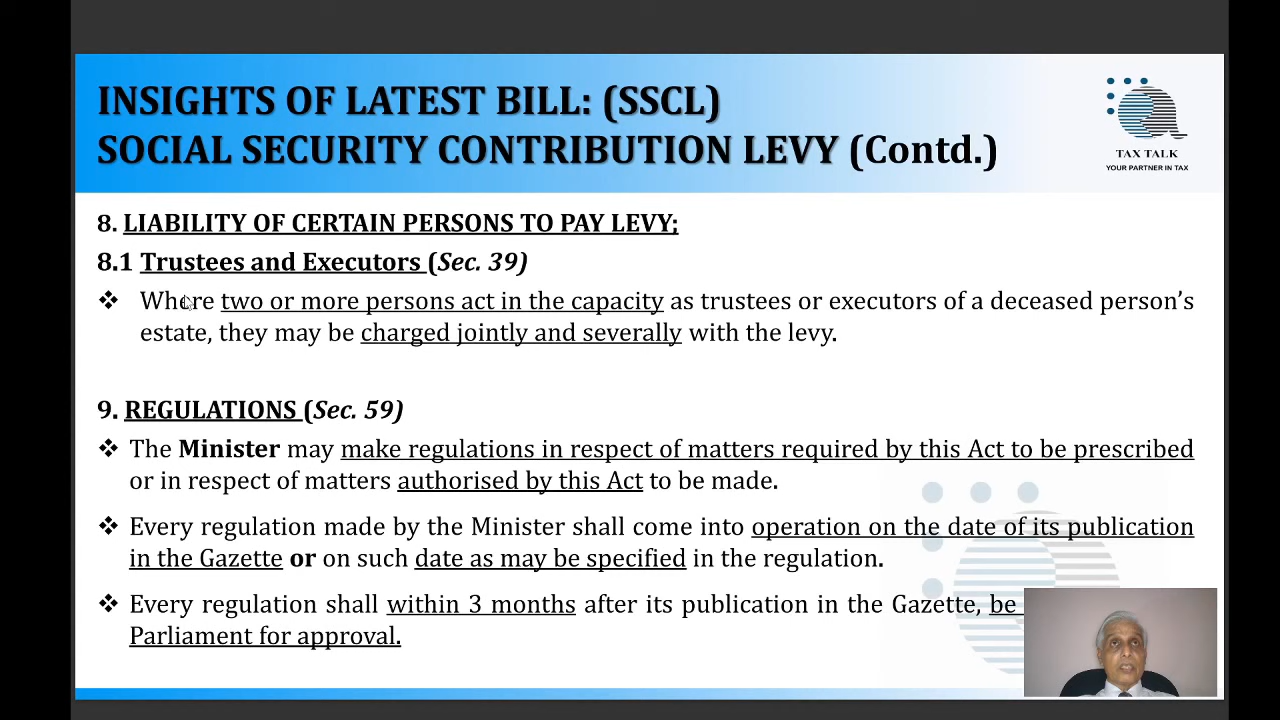 INSIGHTS OF LATEST BILL: (SSCL)
SOCIAL SECURITY CONTRIBUTION LEVY (Contd.)
TAX TALK
YOUR PARTNER IN TAX
8. LIABILITY OF CERTAIN PERSONS TO PAY LEVY;
8.1 Trustees and Executors (Sec. 39)
❖ Where two or more persons act in the capacity as trustees or executors of a deceased person’s
estate, they may be charged jointly and severally with the levy.
9. REGULATIONS (Sec. 59)
❖ The Minister may make regulations in respect of matters required by this Act to be prescribed
or in respect of matters authorised by this Act to be made.
❖ Every regulation made by the Minister shall come into operation on the date of its publication
in the Gazette or on such date as may be specified in the regulation.
❖ Every regulation shall within 3 months after its publication in the Gazette, be
Parliament for approval.